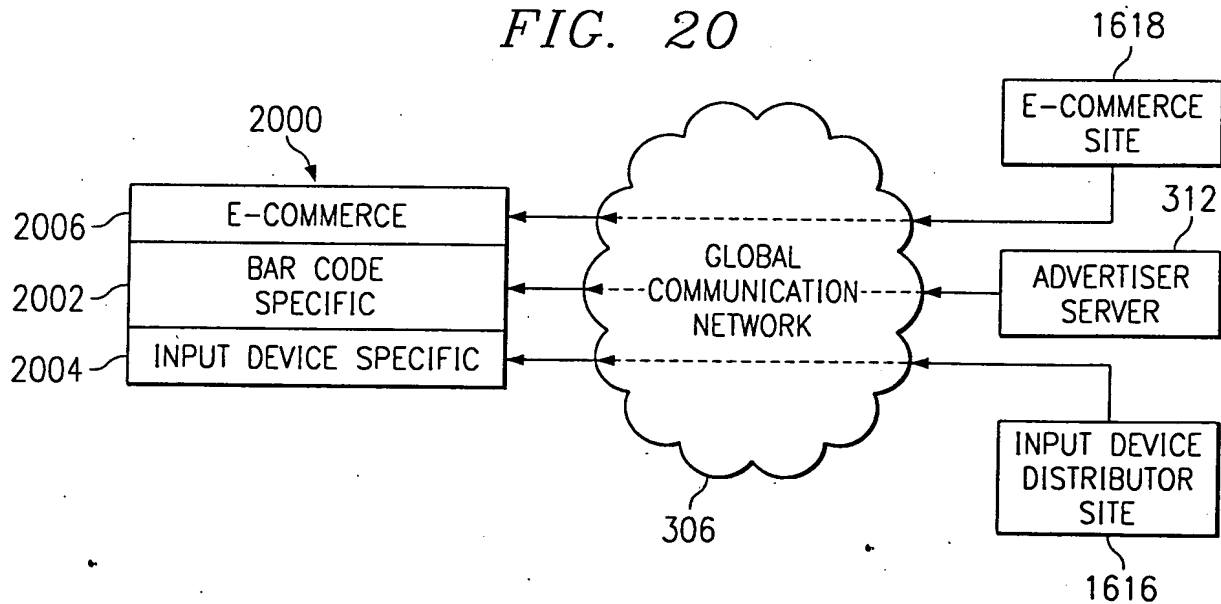 FIG. 20
1618
E-COMMERCE
SITE
2000
312
2006
E-COMMERCE
2002
BAR CODE
SPECIFIC
GLOBAL
COMMUNICATION
NETWORK
ADVERTISER
SERVER
2004
INPUT DEVICE SPECIFIC
INPUT DEVICE
DISTRIBUTOR
SITE
306
1616